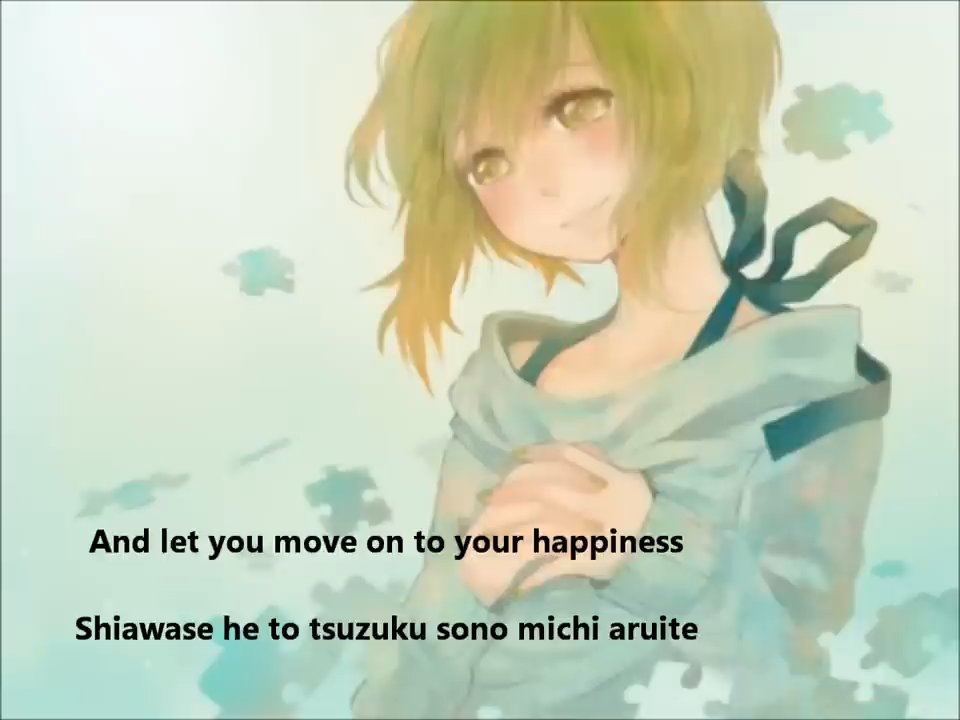 And let you move on to your happiness
Shiawase he to tsuzuku sono michi aruite